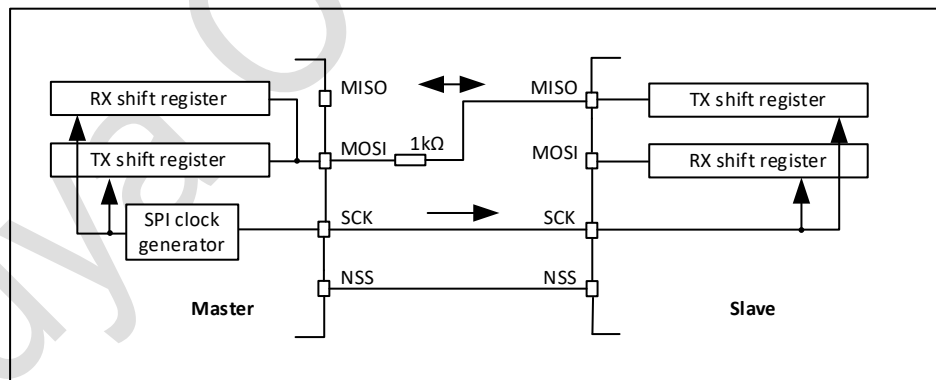 RX shift register
TX shift register
SPI clock
generator
Master
MISO
MOSI
SCK
NSS
1kΩ
MISO
MOSI
SCK
NSS
TX shift register
RX shift register
Slave